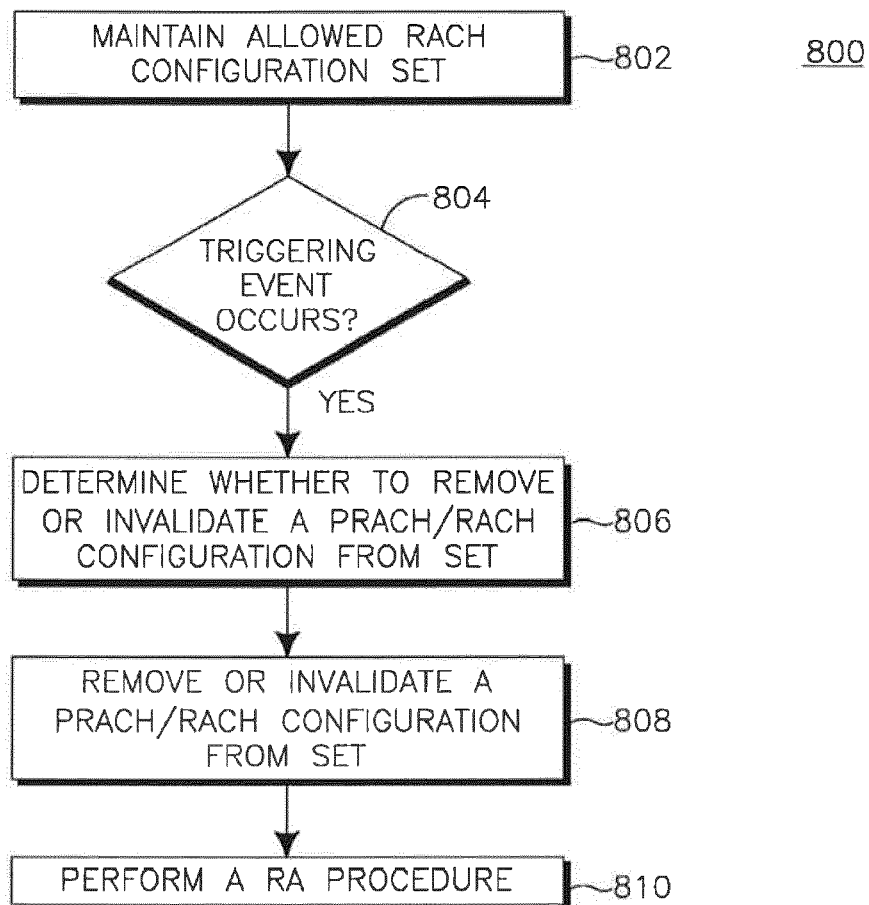 MAINTAIN ALLOWED RACH
CONFIGURATION SET
802
800
804
TRIGGERING
EVENT
OCCURS?
YES
DETERMINE WHETHER TO REMOVE
OR INVALIDATE A PRACH/RACH
CONFIGURATION FROM SET
806
REMOVE OR INVALIDATE A
PRACH/RACH CONFIGURATION
FROM SET
808
PERFORM A RA PROCEDURE
810